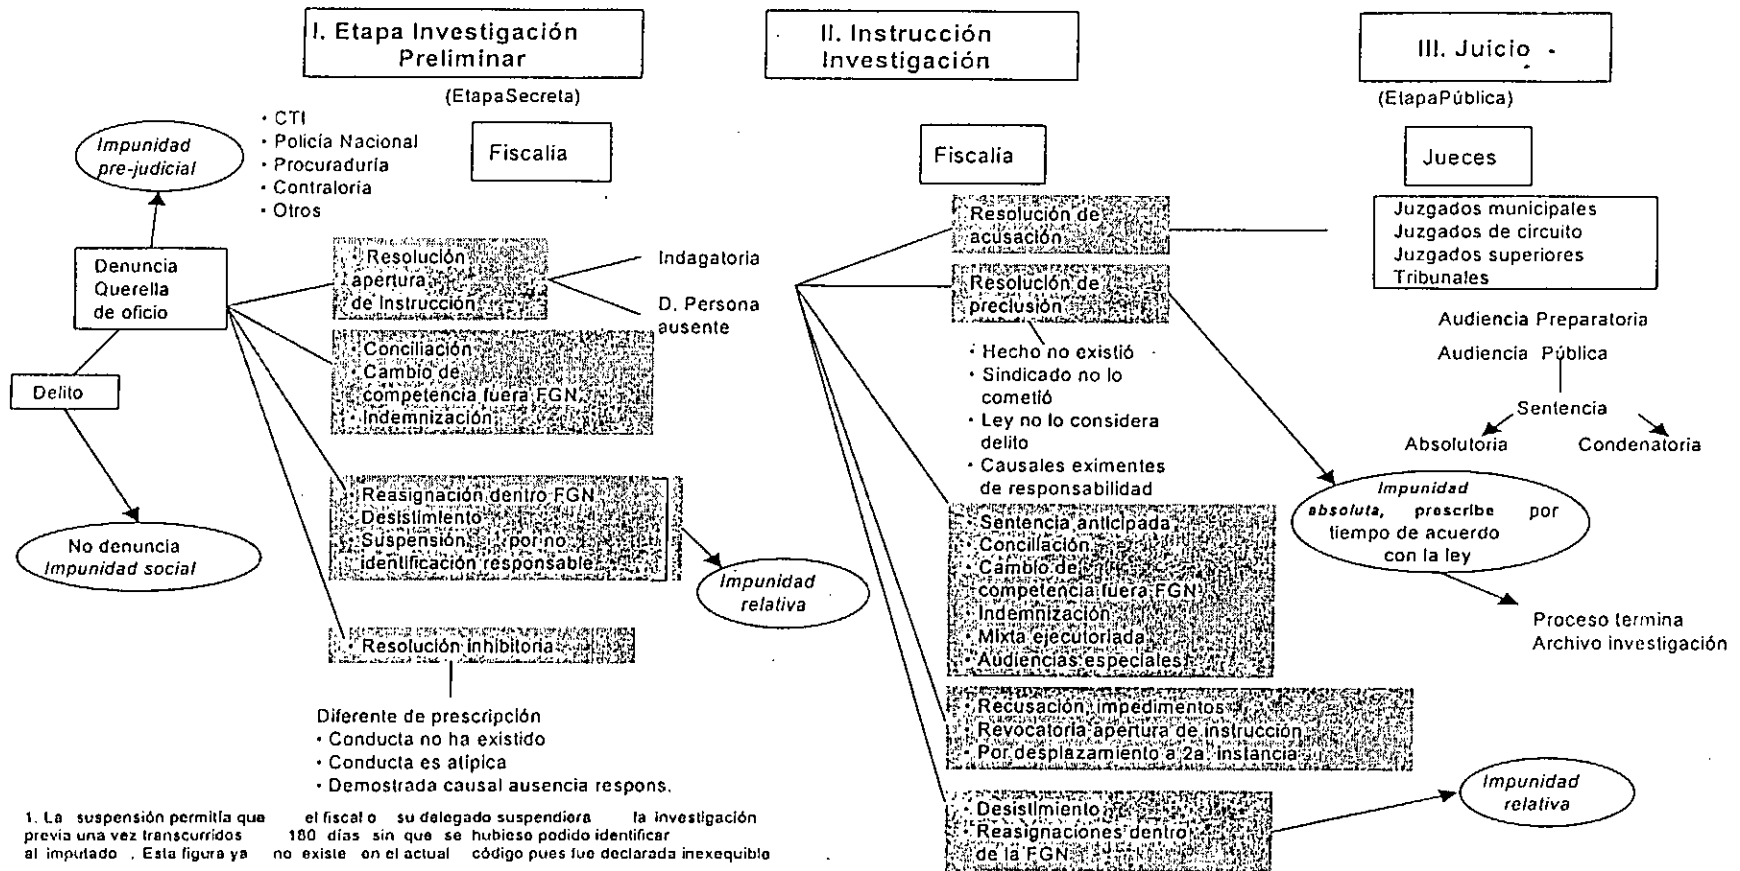 I. Etapa Investigación
Preliminar
(EtapaSecreta)
• CTI
• Policía Nacional
• Procuraduría
• Contraloría
• Otros
Fiscalía
Impunidad
pre-judicial
Denuncia
Querella
de oficio
Delito
No denuncia
Impunidad social
• Resolución
apertura
de Instrucción
Indagatoria
D. Persona
ausente
• Conciliación
• Cambio de
competencia fuera FGN.
• Indemnización
• Reasignación dentro FGN
• Desistimiento
• Suspensión, por no 1
identificación responsable
Impunidad
relativa
• Resolución inhibitoria
Diferente de prescripción
• Conducta no ha existido
• Conducta es atípica
• Demostrada causal ausencia respons.
1. La suspensión permitía que el fiscal o su delegado suspendiera la investigación
previa una vez transcurridos 180 días sin que se hubiese podido identificar
al imputado . Esta figura ya no existe en el actual código pues fue declarada inexequible
II. Instrucción
Investigación
Fiscalía
Resolución de
acusación
Resolución de
preclusión
• Hecho no existió
• Sindicado no lo
cometió
• Ley no lo considera
delito
• Causales eximentes
de responsabilidad
• Sentencia anticipada
• Conciliación
• Cambio de
competencia fuera FGN
• Indemnización
• Mixta ejecutoriada
• Audiencias especiales
• Recusación, impedimentos
• Revocatoria apertura de instrucción
• Por desplazamiento a 2a. instancia
• Desistimiento
• Reasignaciones dentro
de la FGN
III. Juicio
(EtapaPública)
Jueces
Juzgados municipales
Juzgados de circuito
Juzgados superiores
Tribunales
Audiencia Preparatoria
Audiencia Pública
Sentencia
Absolutoria Condenatoria
Impunidad
absoluta, prescribe por
tiempo de acuerdo
con la ley
Proceso termina
Archivo investigación
Impunidad
relativa